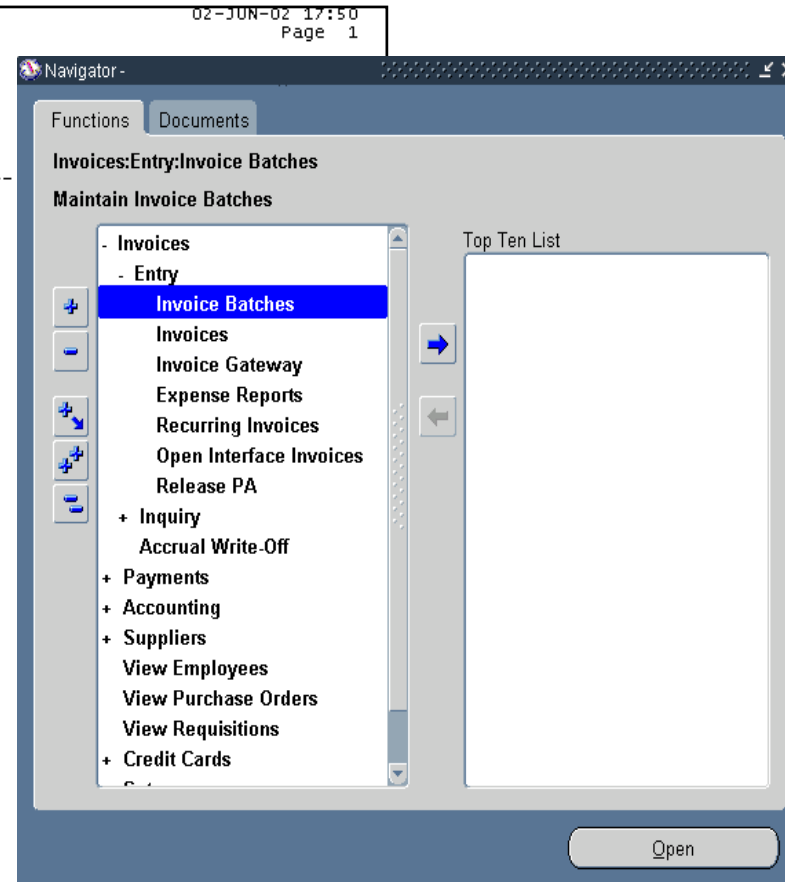 02-JUN-02 17:50
Page 1
Navigator -
Functions Documents
Invoices:Entry:Invoice Batches
--
Maintain Invoice Batches
Top Ten List
- Invoices
- Entry
Invoice Batches
Invoices
Invoice Gateway
Expense Reports
Recurring Invoices
Open Interface Invoices
Release PA
+ Inquiry
Accrual Write-Off
+ Payments
+ Accounting
+ Suppliers
View Employees
View Purchase Orders
View Requisitions
+ Credit Cards
Open